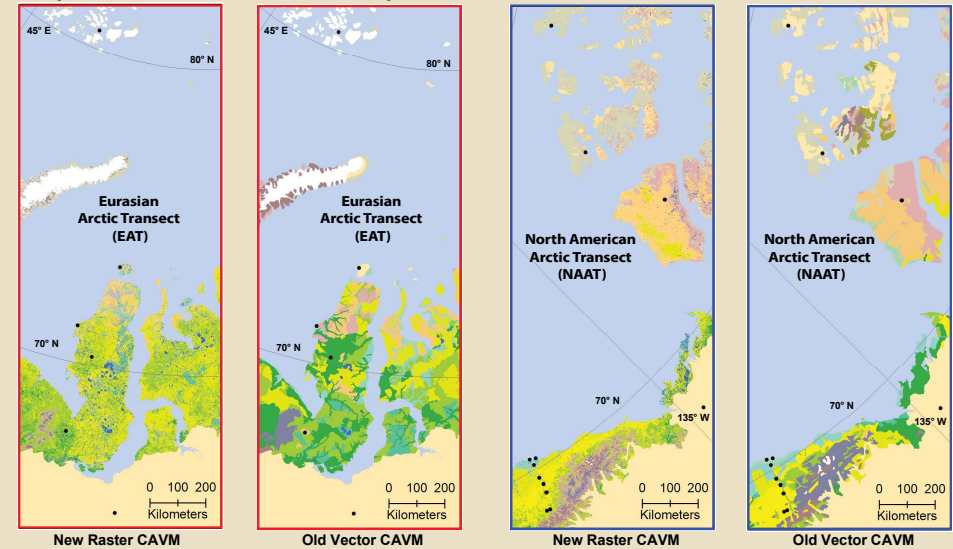 45° E
80° N
Eurasian
Arctic Transect
(EAT)
70° N
0 100 200
Kilometers
New Raster CAVM
45° E
80° N
Eurasian
Arctic Transect
(EAT)
70° N
0 100 200
Kilometers
Old Vector CAVM
North American
Arctic Transect
(NAAT)
70° N
135° W
0 100 200
Kilometers
New Raster CAVM
North American
Arctic Transect
(NAAT)
70° N
135° W
0 100 200
Kilometers
Old Vector CAVM